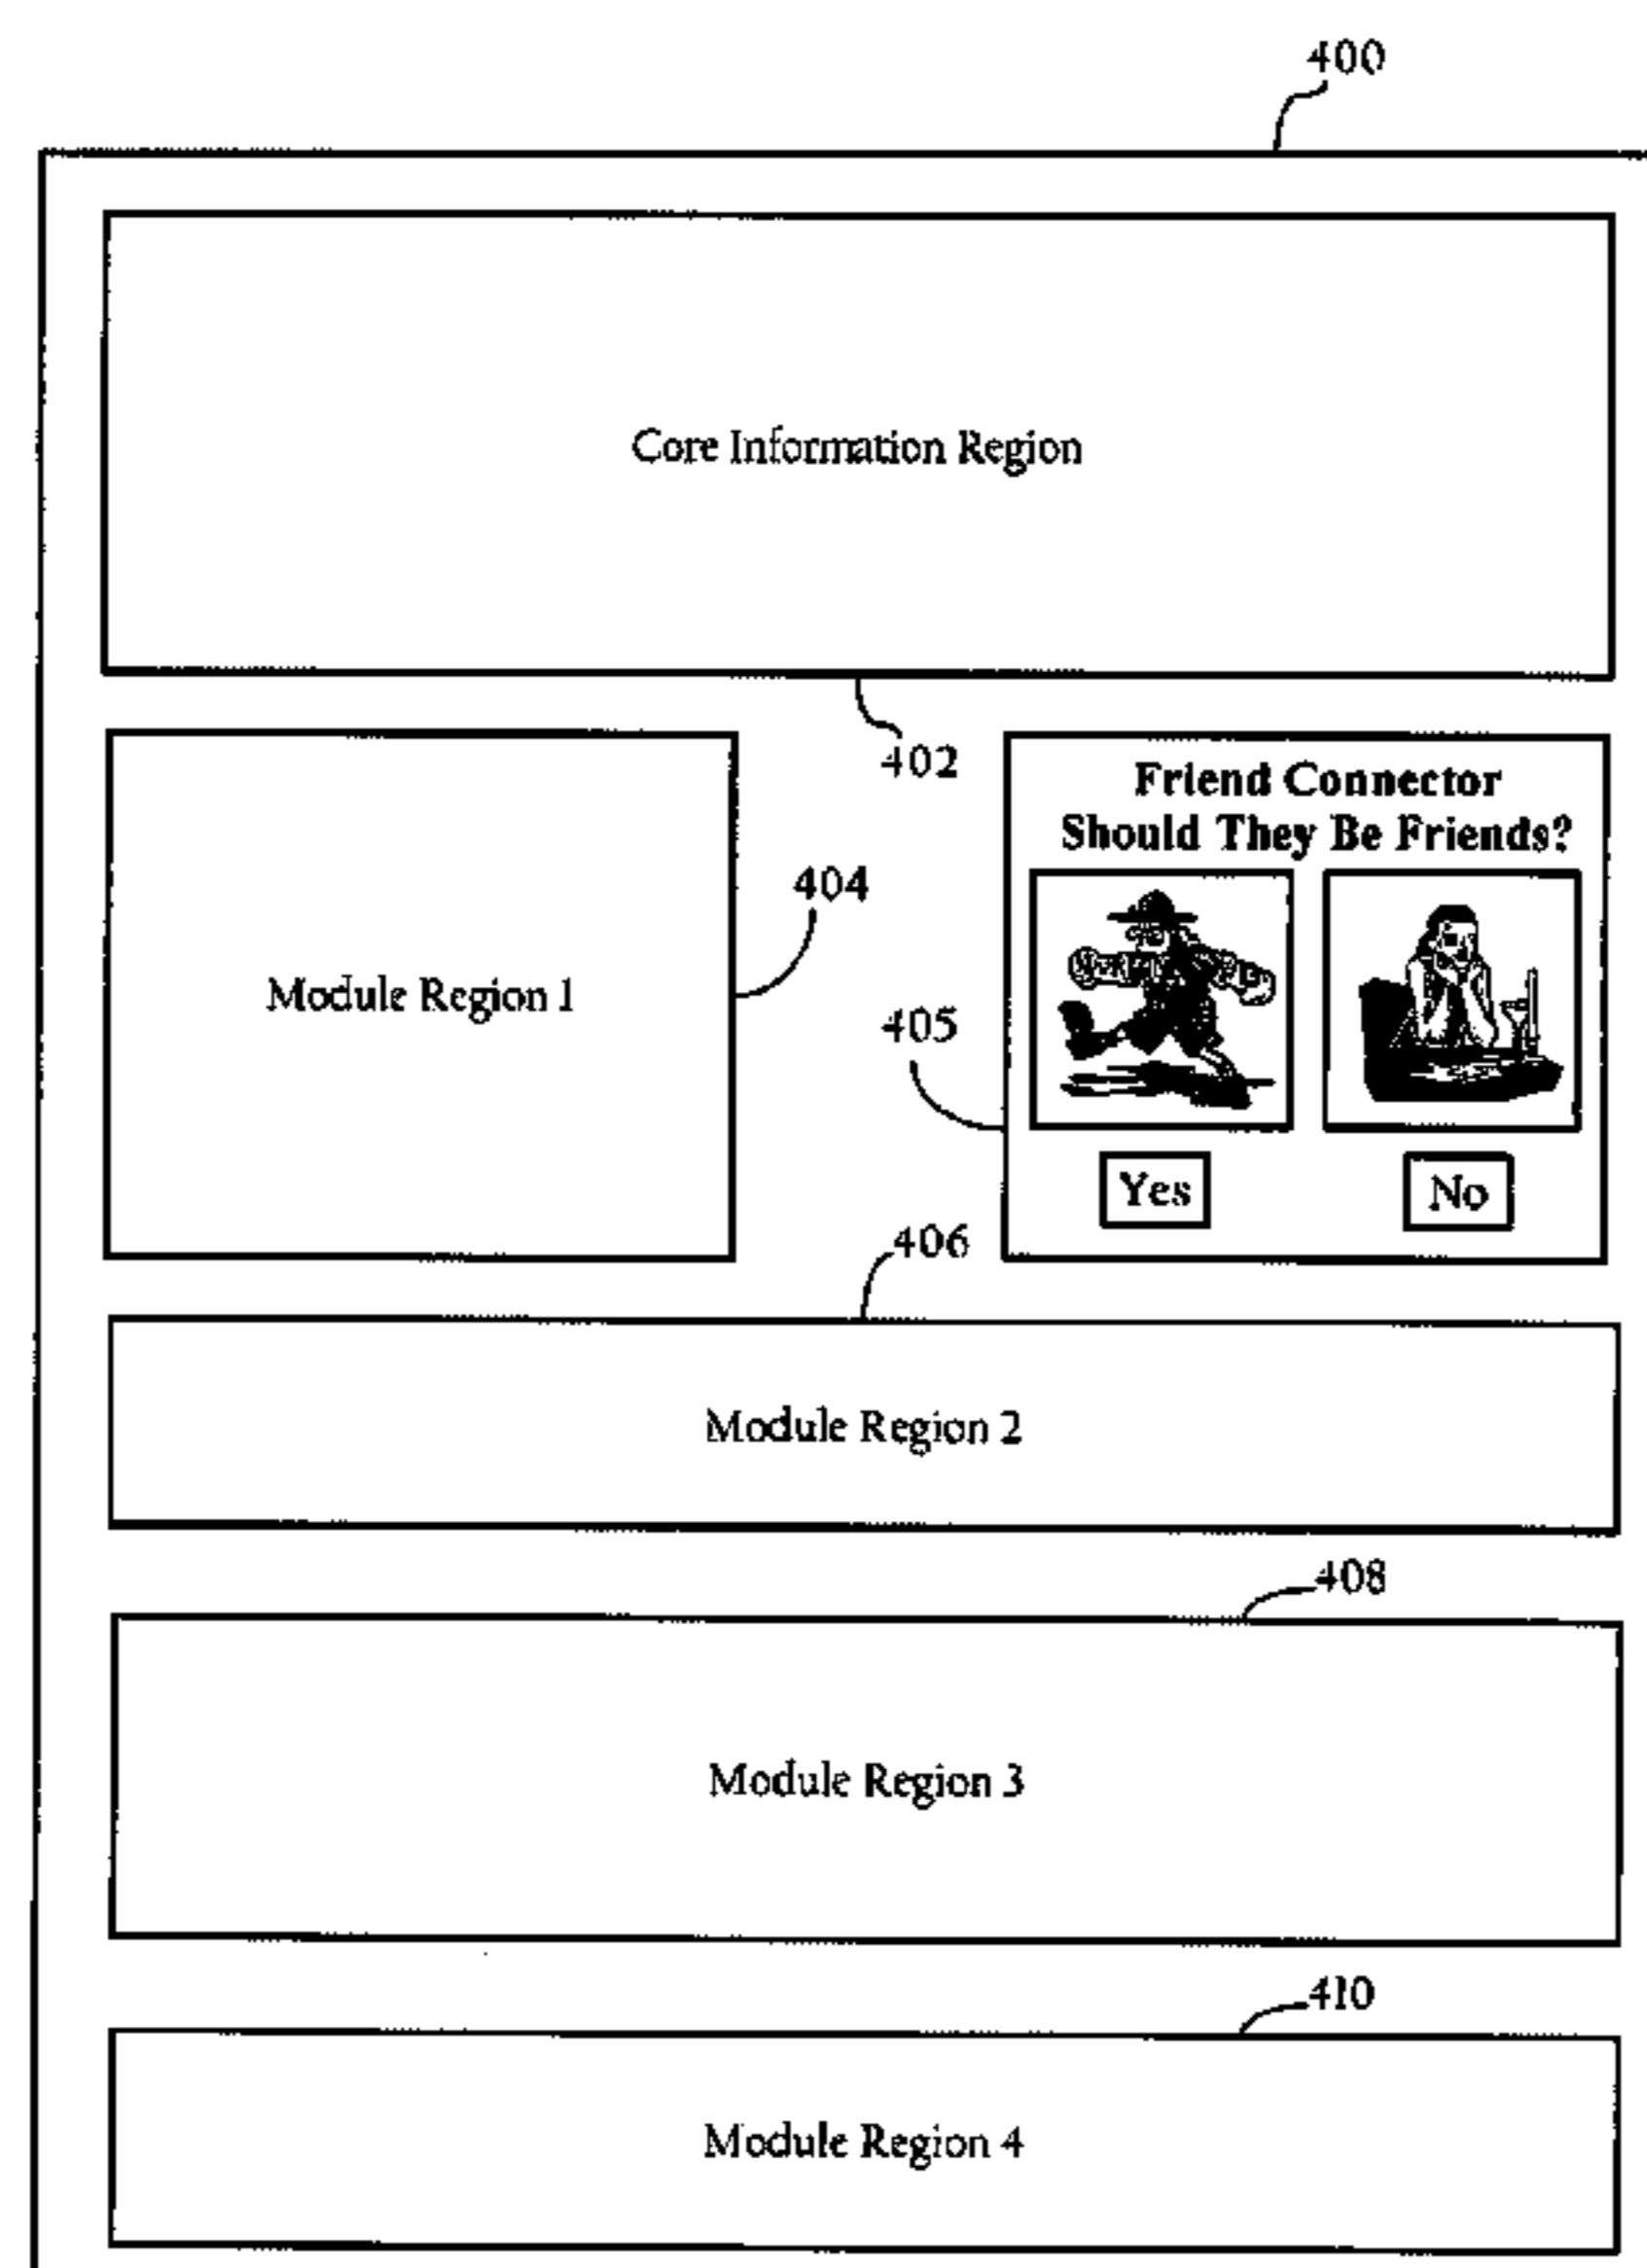 400
Core Information Region
402
Friend Connector
Should They Be Friends?
404
Module Region 1
405
Yes
No
406
Module Region 2
408
Module Region 3
410
Module Region 4